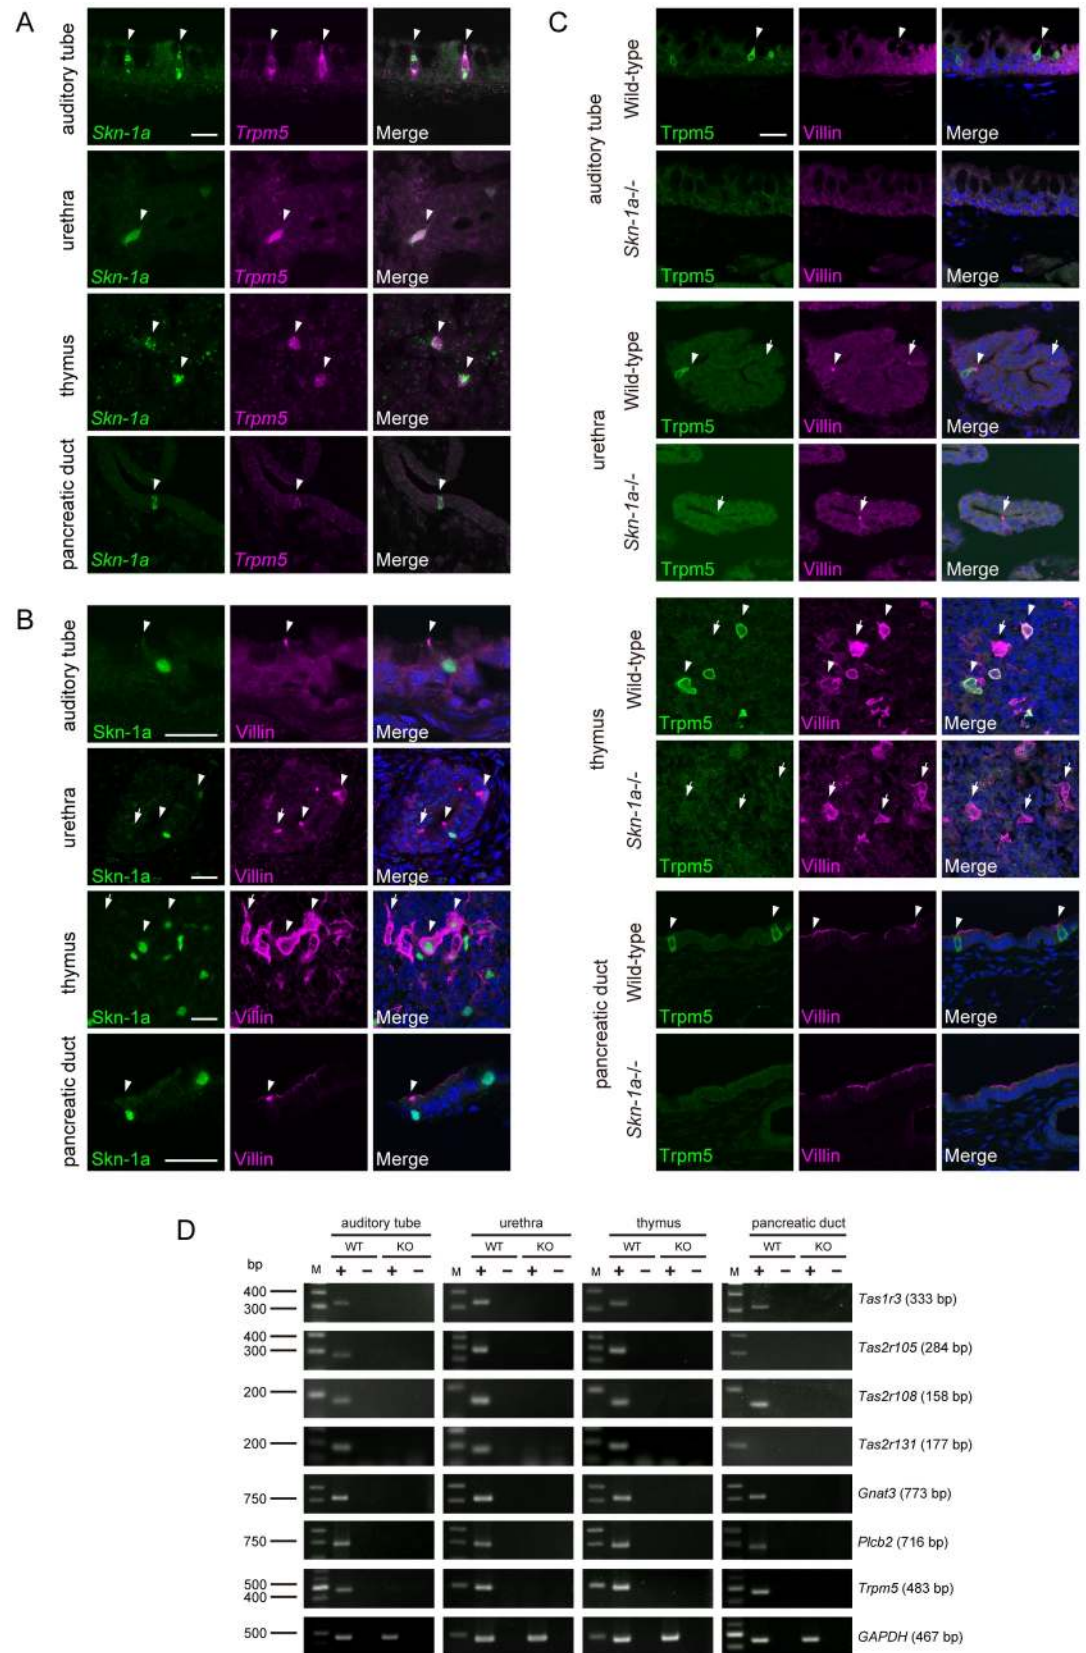 A
auditory tube
Skn-1a Trpm5 Merge
urethra
Skn-1a Trpm5 Merge
thymus
Skn-1a Trpm5 Merge
pancreatic duct
Skn-1a Trpm5 Merge
B
auditory tube
Skn-1a Villin Merge
urethra
Skn-1a Villin Merge
thymus
Skn-1a Villin Merge
pancreatic duct
Skn-1a Villin Merge
C
auditory tube
Wild-type
Trpm5 Villin Merge
Skn-1a-/-
Trpm5 Villin Merge
urethra
Wild-type
Trpm5 Villin Merge
Skn-1a-/-
Trpm5 Villin Merge
thymus
Wild-type
Trpm5 Villin Merge
Skn-1a-/-
Trpm5 Villin Merge
pancreatic duct
Wild-type
Trpm5 Villin Merge
Skn-1a-/-
Trpm5 Villin Merge
D
auditory tube urethra thymus pancreatic duct
WT KO WT KO WT KO WT KO
bp M + − + − M + − + − M + − + − M + − + −
400
300
Tas1r3 (333 bp)
400
300
Tas2r105 (284 bp)
200
Tas2r108 (158 bp)
200
Tas2r131 (177 bp)
750
Gnat3 (773 bp)
750
Plcb2 (716 bp)
500
400
Trpm5 (483 bp)
500
GAPDH (467 bp)